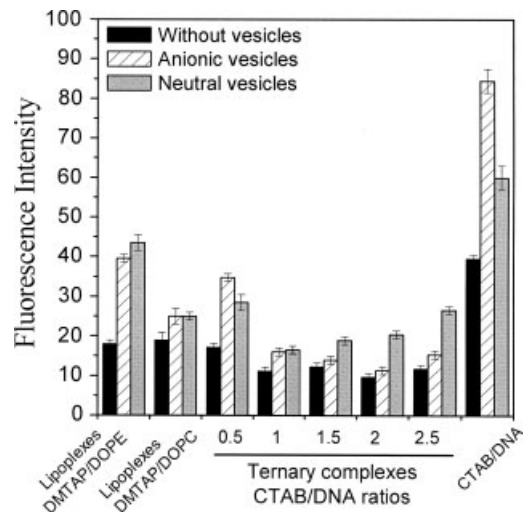 100
90
80
70
60
50
40
30
20
10
0
Fluorescence Intensity
Without vesicles
Anionic vesicles
Neutral vesicles
Lipoplexes
DMTAP/DOPE
Lipoplexes
DMTAP/DOPC
0.5 1 1.5 2 2.5
Ternary complexes
CTAB/DNA ratios
CTAB/DNA